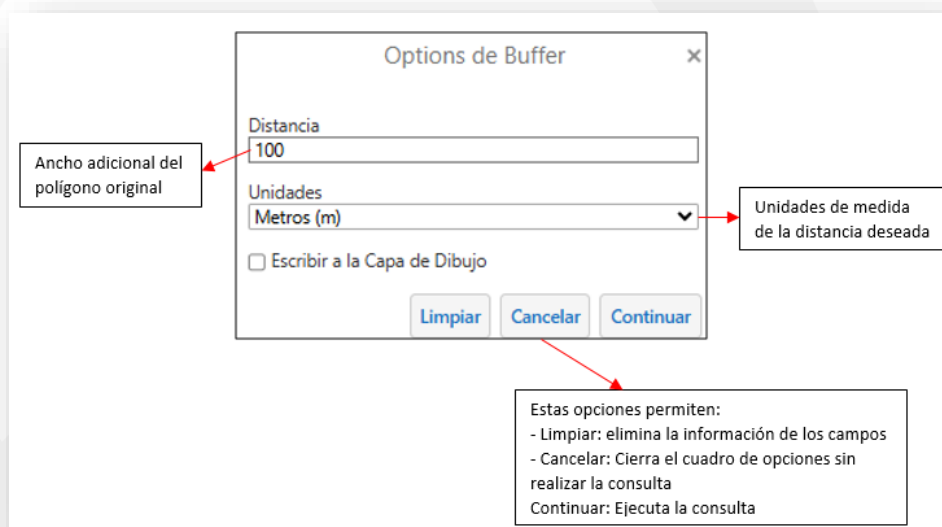 Options de Buffer ×
Distancia
100
Ancho adicional del
polígono original
Unidades
Metros (m)
Unidades de medida
de la distancia deseada
Escribir a la Capa de Dibujo
Limpiar Cancelar Continuar
Estas opciones permiten:
- Limpiar: elimina la información de los campos
- Cancelar: Cierra el cuadro de opciones sin
realizar la consulta
Continuar: Ejecuta la consulta